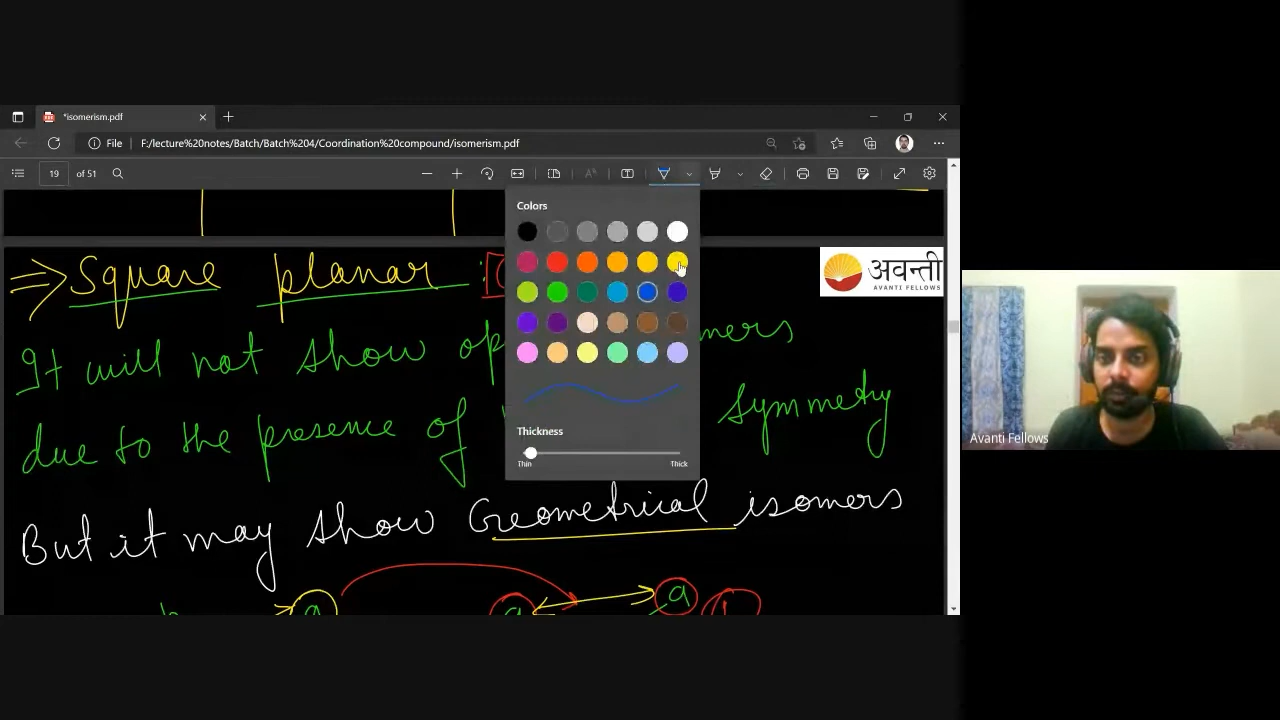 *isomerism.pdf
File F:/lecture%20notes/Batch/Batch%204/Coordination%20compound/isomerism.pdf
19 of 51
Colors
⇒ Square planar :
अवन्ती
AVANTI FELLOWS
It will not show op
due to the presence of symmetry
Thickness
Thin Thick
But it may show Geometrical isomers
a a a
Avanti Fellows